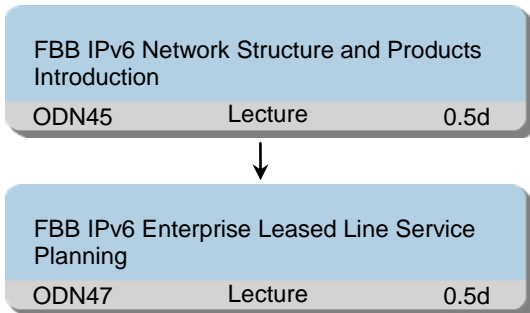 FBB IPv6 Network Structure and Products
Introduction
ODN45 Lecture 0.5d
FBB IPv6 Enterprise Leased Line Service
Planning
ODN47 Lecture 0.5d